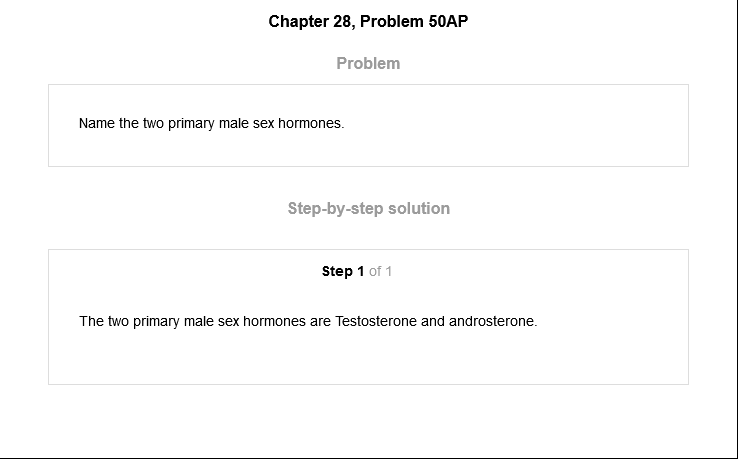 Chapter 28, Problem 50AP
Problem
Name the two primary male sex hormones.
Step-by-step solution
Step 1 of 1
The two primary male sex hormones are Testosterone and androsterone.